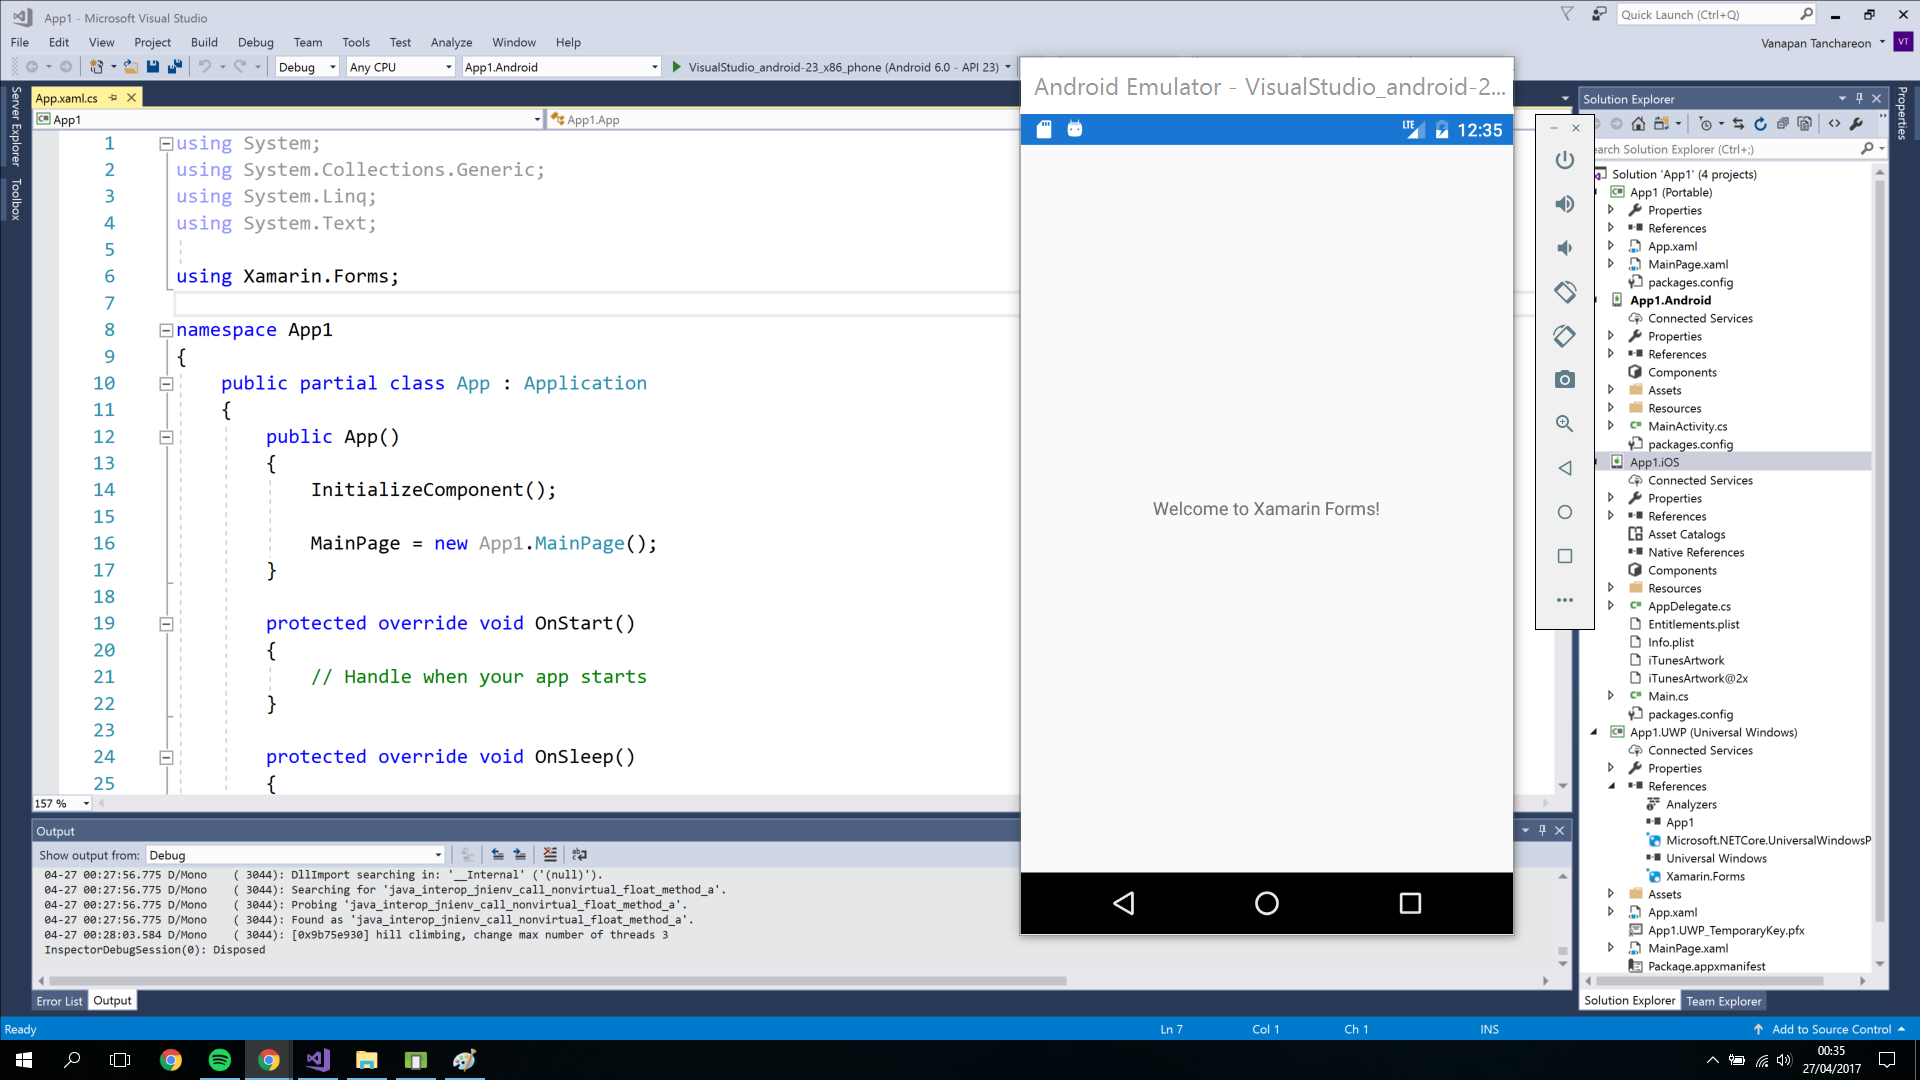 App1 - Microsoft Visual Studio
Quick Launch (Ctrl+Q)
File Edit View Project Build Debug Team Tools Test Analyze Window Help
Vanapan Tanchareon VT
Debug Any CPU App1.Android VisualStudio_android-23_x86_phone (Android 6.0 - API 23)
Server Explorer
Toolbox
App.xaml.cs
App1
App1.App
1 using System;
2 using System.Collections.Generic;
3 using System.Linq;
4 using System.Text;
5
6 using Xamarin.Forms;
7
8 namespace App1
9 {
10 public partial class App : Application
11 {
12 public App()
13 {
14 InitializeComponent();
15
16 MainPage = new App1.MainPage();
17 }
18
19 protected override void OnStart()
20 {
21 // Handle when your app starts
22 }
23
24 protected override void OnSleep()
25 {
157 %
Android Emulator - VisualStudio_android-2...
LTE 12:35
Welcome to Xamarin Forms!
Output
Show output from: Debug
04-27 00:27:56.775 D/Mono ( 3044): DllImport searching in: '__Internal' ('(null)').
04-27 00:27:56.775 D/Mono ( 3044): Searching for 'java_interop_jnienv_call_nonvirtual_float_method_a'.
04-27 00:27:56.775 D/Mono ( 3044): Probing 'java_interop_jnienv_call_nonvirtual_float_method_a'.
04-27 00:27:56.775 D/Mono ( 3044): Found as 'java_interop_jnienv_call_nonvirtual_float_method_a'.
04-27 00:28:03.584 D/Mono ( 3044): [0x9b75e930] hill climbing, change max number of threads 3
InspectorDebugSession(0): Disposed
Error List Output
Solution Explorer
Properties
earch Solution Explorer (Ctrl+;)
Solution 'App1' (4 projects)
App1 (Portable)
Properties
References
App.xaml
MainPage.xaml
packages.config
App1.Android
Connected Services
Properties
References
Components
Assets
Resources
MainActivity.cs
packages.config
App1.iOS
Connected Services
Properties
References
Asset Catalogs
Native References
Components
Resources
AppDelegate.cs
Entitlements.plist
Info.plist
iTunesArtwork
iTunesArtwork@2x
Main.cs
packages.config
App1.UWP (Universal Windows)
Connected Services
Properties
References
Analyzers
App1
Microsoft.NETCore.UniversalWindowsP
Universal Windows
Xamarin.Forms
Assets
App.xaml
App1.UWP_TemporaryKey.pfx
MainPage.xaml
Package.appxmanifest
Solution Explorer Team Explorer
Ready Ln 7 Col 1 Ch 1 INS Add to Source Control
00:35
27/04/2017